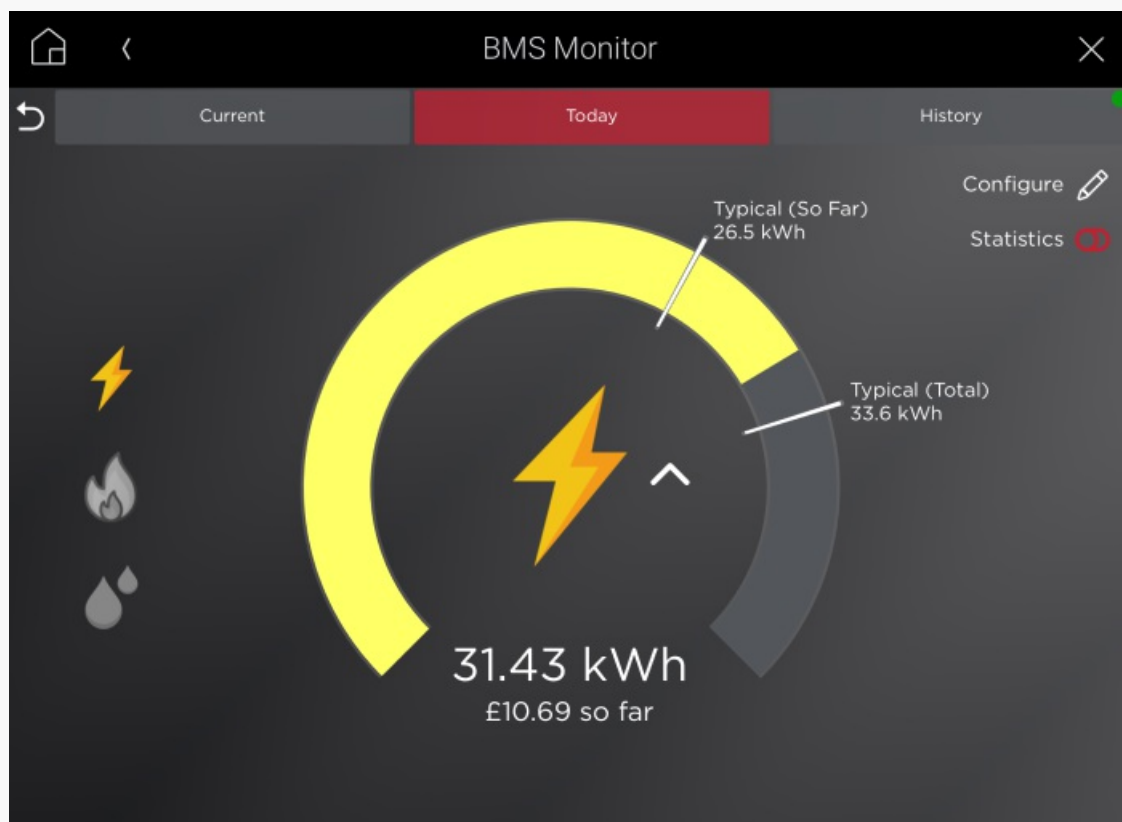 BMS Monitor
Current
Today
History
Configure
Statistics
Typical (So Far)
26.5 kWh
Typical (Total)
33.6 kWh
31.43 kWh
£10.69 so far